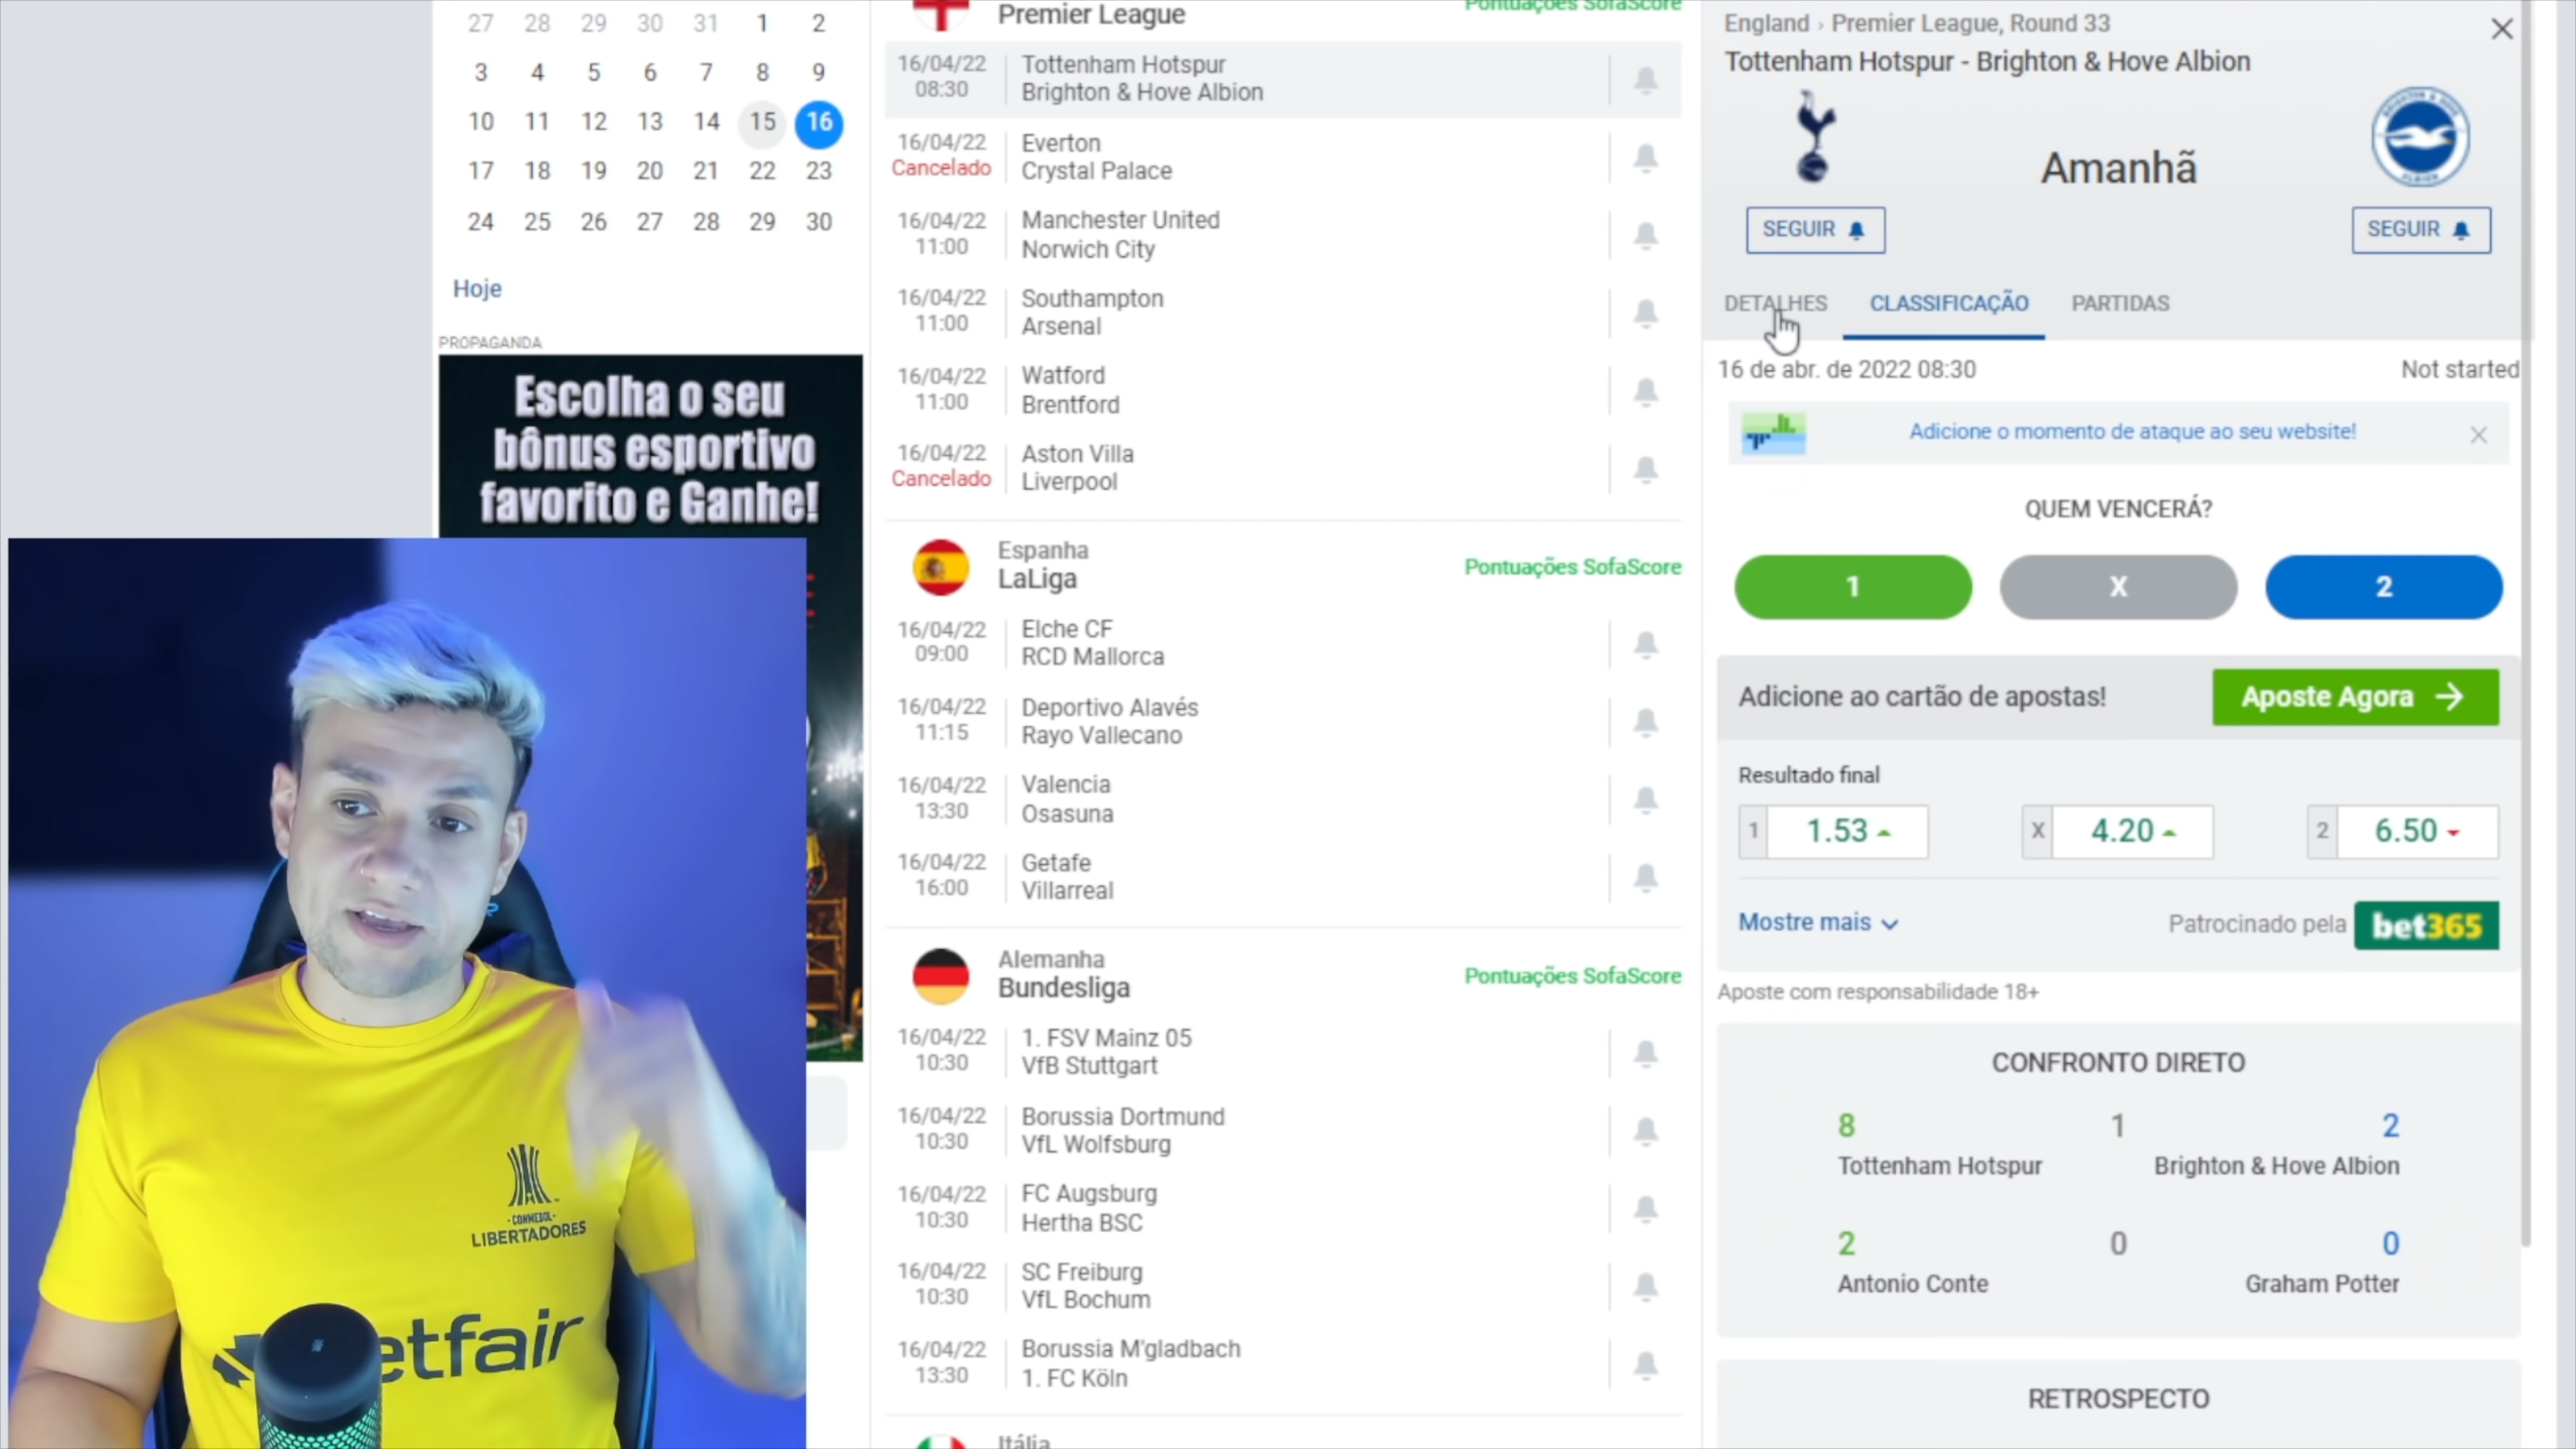 27 28 29 30 31 1 2
3 4 5 6 7 8 9
10 11 12 13 14 15 16
17 18 19 20 21 22 23
24 25 26 27 28 29 30
Hoje
PROPAGANDA
Escolha o seu
bônus esportivo
favorito e Ganhe!
CONMEBOL
LIBERTADORES
etfair
Premier League
Pontuações SofaScore
16/04/22 Tottenham Hotspur
08:30 Brighton & Hove Albion
16/04/22 Everton
Cancelado Crystal Palace
16/04/22 Manchester United
11:00 Norwich City
16/04/22 Southampton
11:00 Arsenal
16/04/22 Watford
11:00 Brentford
16/04/22 Aston Villa
Cancelado Liverpool
Espanha
LaLiga
Pontuações SofaScore
16/04/22 Elche CF
09:00 RCD Mallorca
16/04/22 Deportivo Alavés
11:15 Rayo Vallecano
16/04/22 Valencia
13:30 Osasuna
16/04/22 Getafe
16:00 Villarreal
Alemanha
Bundesliga
Pontuações SofaScore
16/04/22 1. FSV Mainz 05
10:30 VfB Stuttgart
16/04/22 Borussia Dortmund
10:30 VfL Wolfsburg
16/04/22 FC Augsburg
10:30 Hertha BSC
16/04/22 SC Freiburg
10:30 VfL Bochum
16/04/22 Borussia M'gladbach
13:30 1. FC Köln
Itália
England › Premier League, Round 33
Tottenham Hotspur - Brighton & Hove Albion
Amanhã
SEGUIR SEGUIR
DETALHES CLASSIFICAÇÃO PARTIDAS
16 de abr. de 2022 08:30 Not started
Adicione o momento de ataque ao seu website!
QUEM VENCERÁ?
1 X 2
Adicione ao cartão de apostas! Aposte Agora
Resultado final
1 1.53 X 4.20 2 6.50
Mostre mais Patrocinado pela bet365
Aposte com responsabilidade 18+
CONFRONTO DIRETO
8 1 2
Tottenham Hotspur Brighton & Hove Albion
2 0 0
Antonio Conte Graham Potter
RETROSPECTO